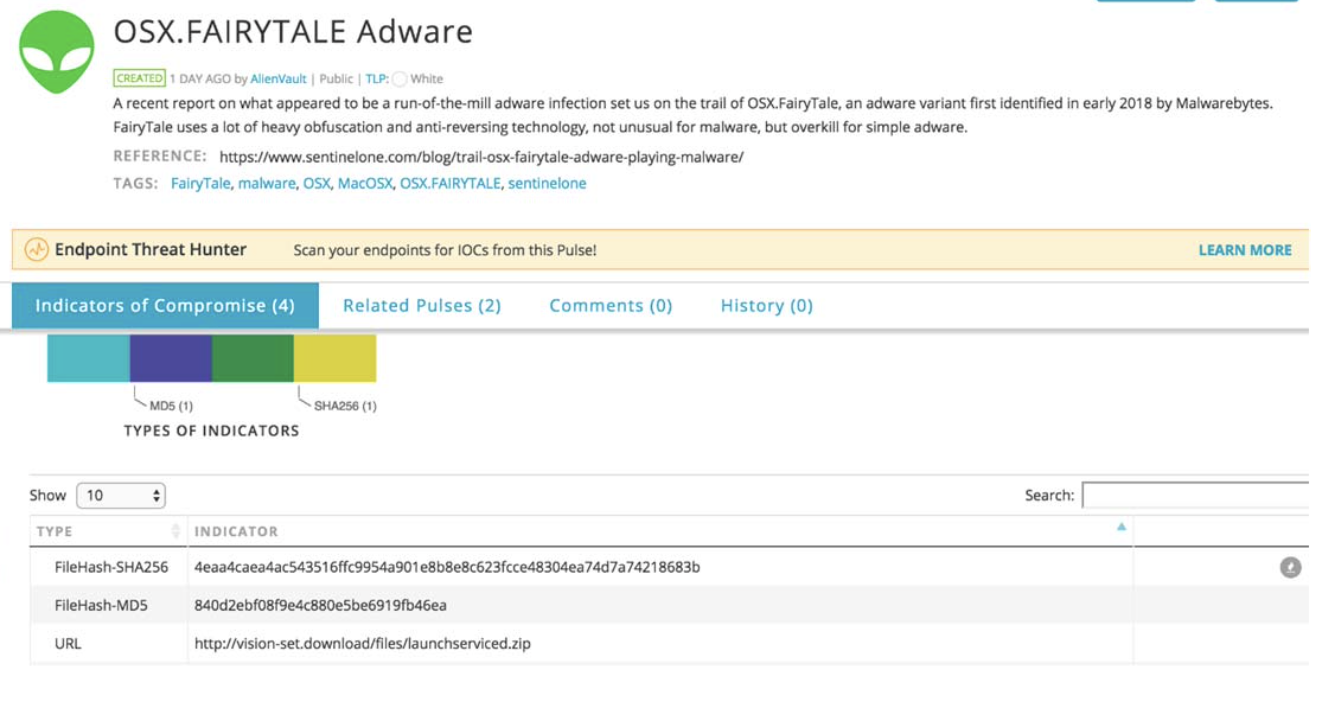 OSX.FAIRYTALE Adware
CREATED 1 DAY AGO by AlienVault | Public | TLP: White
A recent report on what appeared to be a run-of-the-mill adware infection set us on the trail of OSX.FairyTale, an adware variant first identified in early 2018 by Malwarebytes.
FairyTale uses a lot of heavy obfuscation and anti-reversing technology, not unusual for malware, but overkill for simple adware.
REFERENCE: https://www.sentinelone.com/blog/trail-osx-fairytale-adware-playing-malware/
TAGS: FairyTale, malware, OSX, MacOSX, OSX.FAIRYTALE, sentinelone
Endpoint Threat Hunter Scan your endpoints for IOCs from this Pulse! LEARN MORE
Indicators of Compromise (4) Related Pulses (2) Comments (0) History (0)
MD5 (1) SHA256 (1)
TYPES OF INDICATORS
Show 10 Search:
TYPE INDICATOR
FileHash-SHA256 4eaa4caea4ac543516ffc9954a901e8b8e8c623fcce48304ea74d7a74218683b
FileHash-MD5 840d2ebf08f9e4c880e5be6919fb46ea
URL http://vision-set.download/files/launchserviced.zip